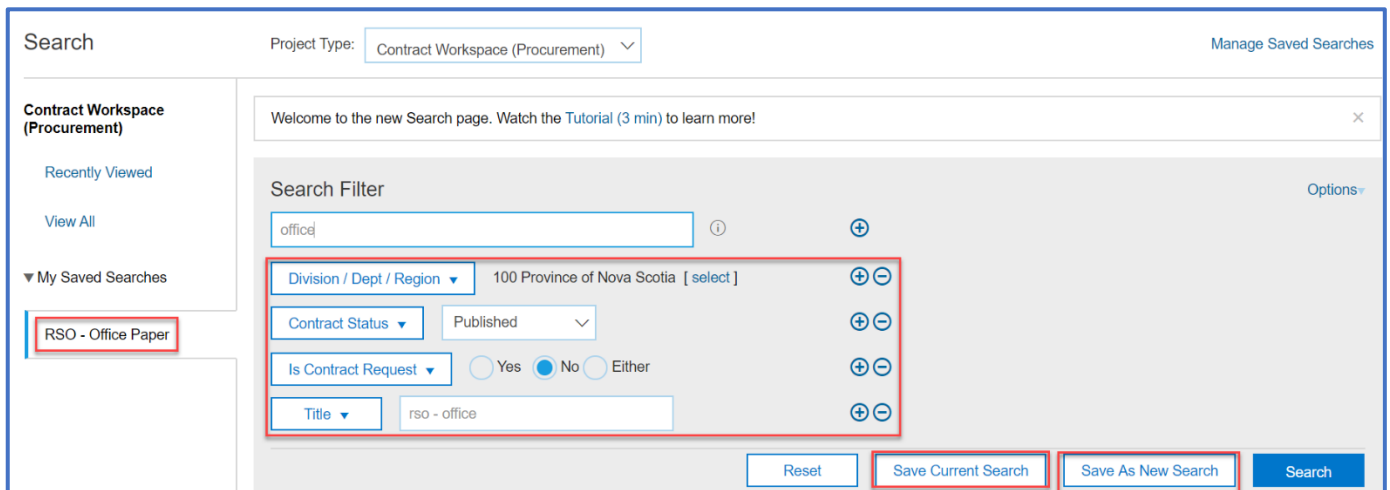 Search
Project Type: Contract Workspace (Procurement)
Manage Saved Searches
Contract Workspace
(Procurement)
Recently Viewed
View All
My Saved Searches
RSO - Office Paper
Welcome to the new Search page. Watch the Tutorial (3 min) to learn more!
Search Filter
Options
office
Division / Dept / Region 100 Province of Nova Scotia [ select ]
Contract Status Published
Is Contract Request Yes No Either
Title rso - office
Reset Save Current Search Save As New Search Search